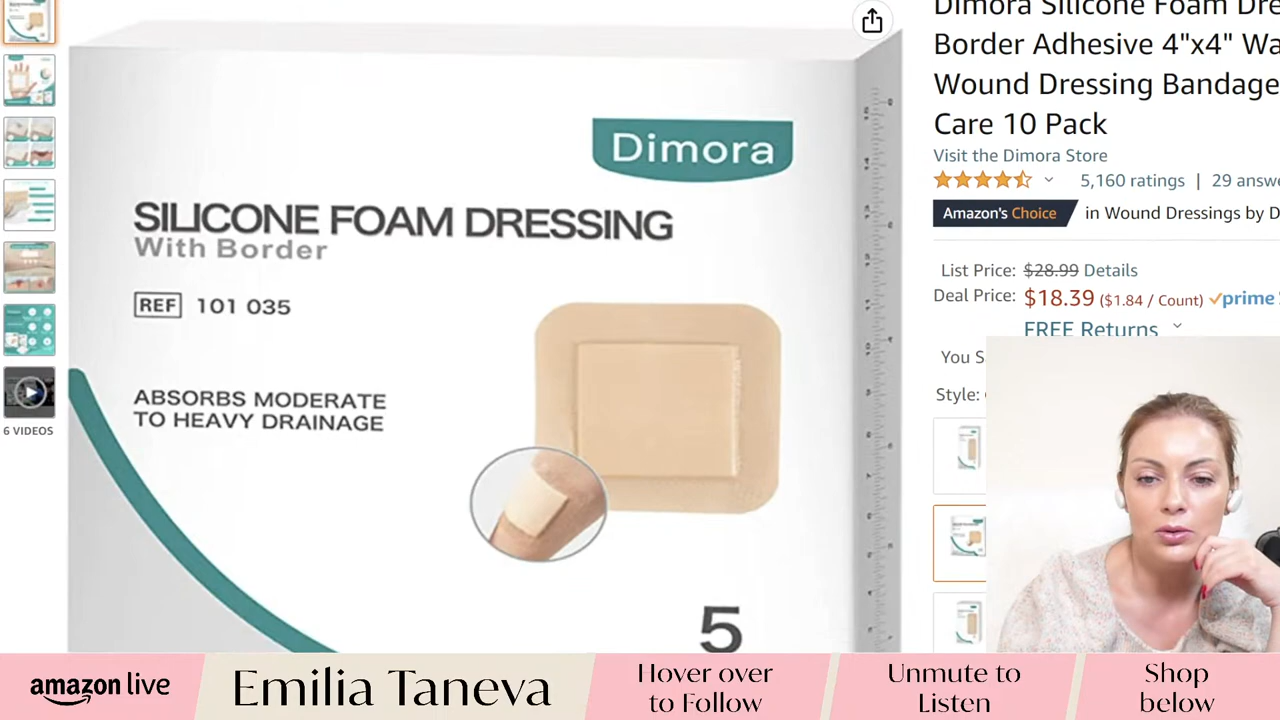 Dimora Silicone Foam Dre
Border Adhesive 4"x4" Wa
Wound Dressing Bandage
Care 10 Pack
Visit the Dimora Store
5,160 ratings | 29 answe
Amazon's Choice in Wound Dressings by D
List Price: $28.99 Details
Deal Price: $18.39 ($1.84 / Count) prime
FREE Returns
You S
Style:
Dimora
SILICONE FOAM DRESSING
With Border
REF 101 035
ABSORBS MODERATE
TO HEAVY DRAINAGE
5
6 VIDEOS
amazon live
Emilia Taneva
Hover over
to Follow
Unmute to
Listen
Shop
below